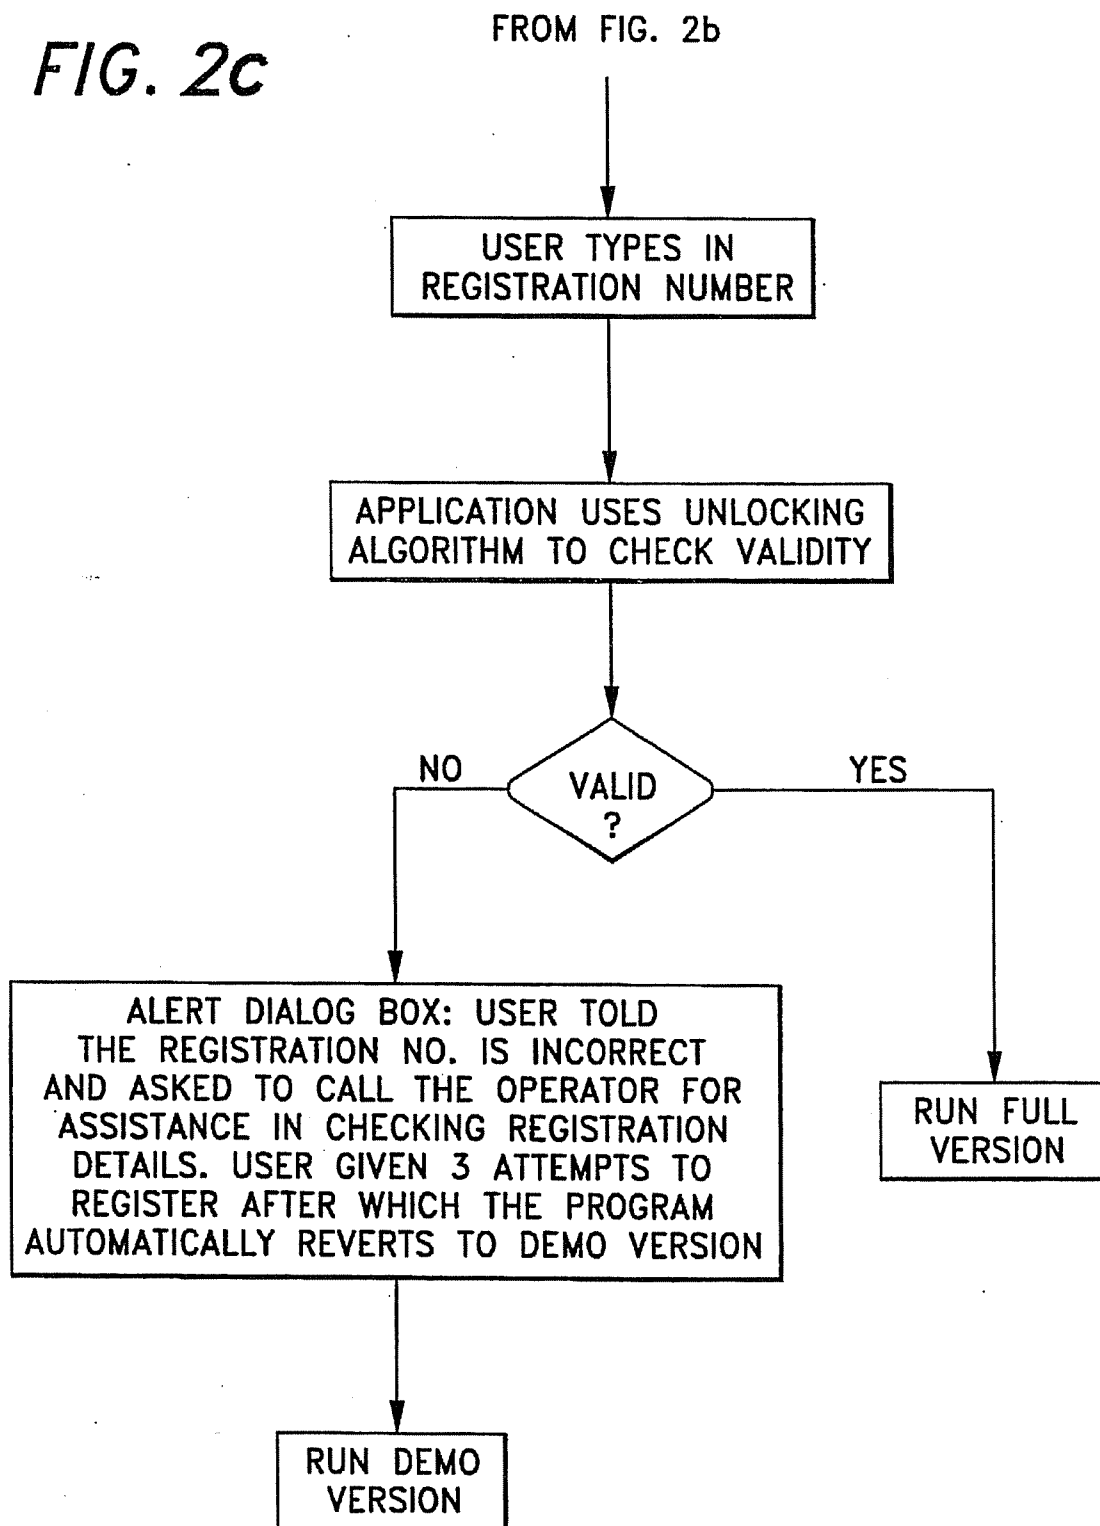 FIG. 2c
FROM FIG. 2b
USER TYPES IN
REGISTRATION NUMBER
APPLICATION USES UNLOCKING
ALGORITHM TO CHECK VALIDITY
NO
VALID
?
YES
ALERT DIALOG BOX: USER TOLD
THE REGISTRATION NO. IS INCORRECT
AND ASKED TO CALL THE OPERATOR FOR
ASSISTANCE IN CHECKING REGISTRATION
DETAILS. USER GIVEN 3 ATTEMPTS TO
REGISTER AFTER WHICH THE PROGRAM
AUTOMATICALLY REVERTS TO DEMO VERSION
RUN FULL
VERSION
RUN DEMO
VERSION